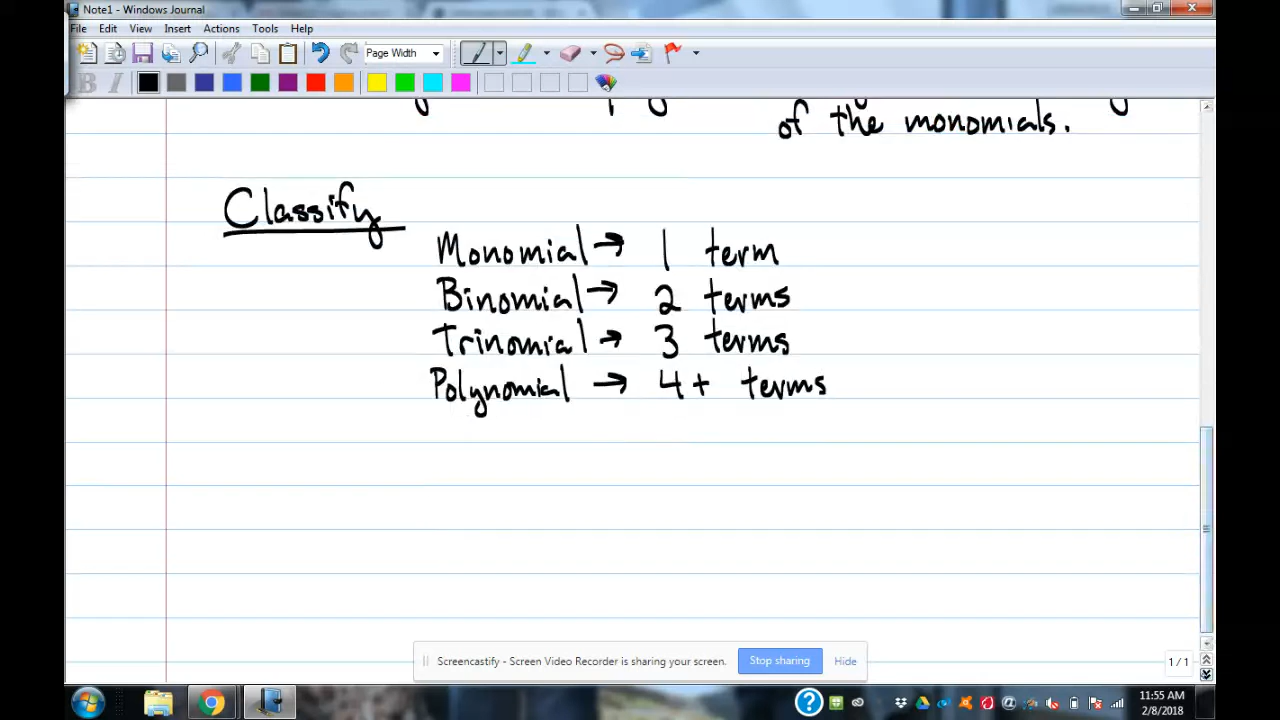 Note1 - Windows Journal
File Edit View Insert Actions Tools Help
Page Width
B I
of the monomials.
Classify
Monomial → 1 term
Binomial → 2 terms
Trinomial → 3 terms
Polynomial → 4+ terms
Screencastify - Screen Video Recorder is sharing your screen. Stop sharing Hide
1 / 1
11:55 AM
2/8/2018